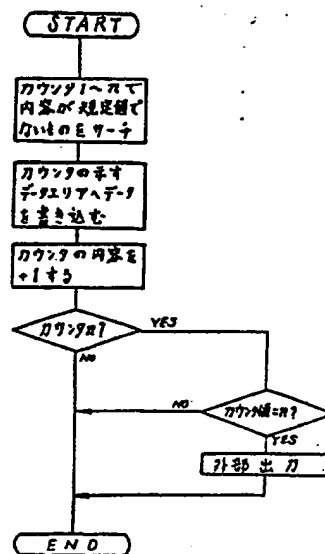 START
カウンタ1～nで
内容が規定値で
ないものをサーチ
カウンタの示す
データエリアへデータ
を書き込む
カウンタの内容を
+1する
カウンタn?
YES
NO
カウンタ値=n?
NO
YES
外部出力
END